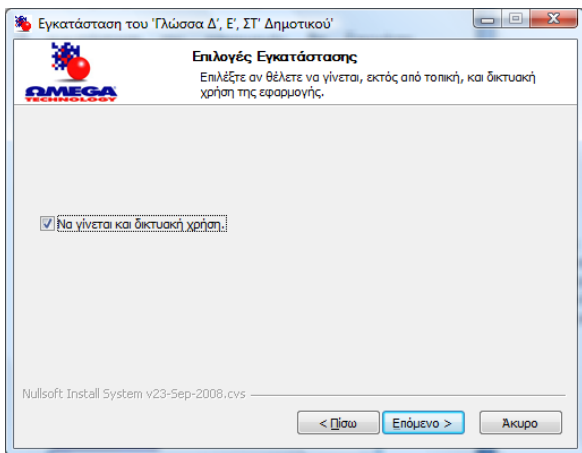 Εγκατάσταση του 'Γλώσσα Δ', Ε', ΣΤ' Δημοτικού'
Επιλογές Εγκατάστασης
Επιλέξτε αν θέλετε να γίνεται, εκτός από τοπική, και δικτυακή
χρήση της εφαρμογής.
ΩMEGA
TECHNOLOGY
Να γίνεται και δικτυακή χρήση.
Nullsoft Install System v23-Sep-2008.cvs
< Πίσω
Επόμενο >
Άκυρο